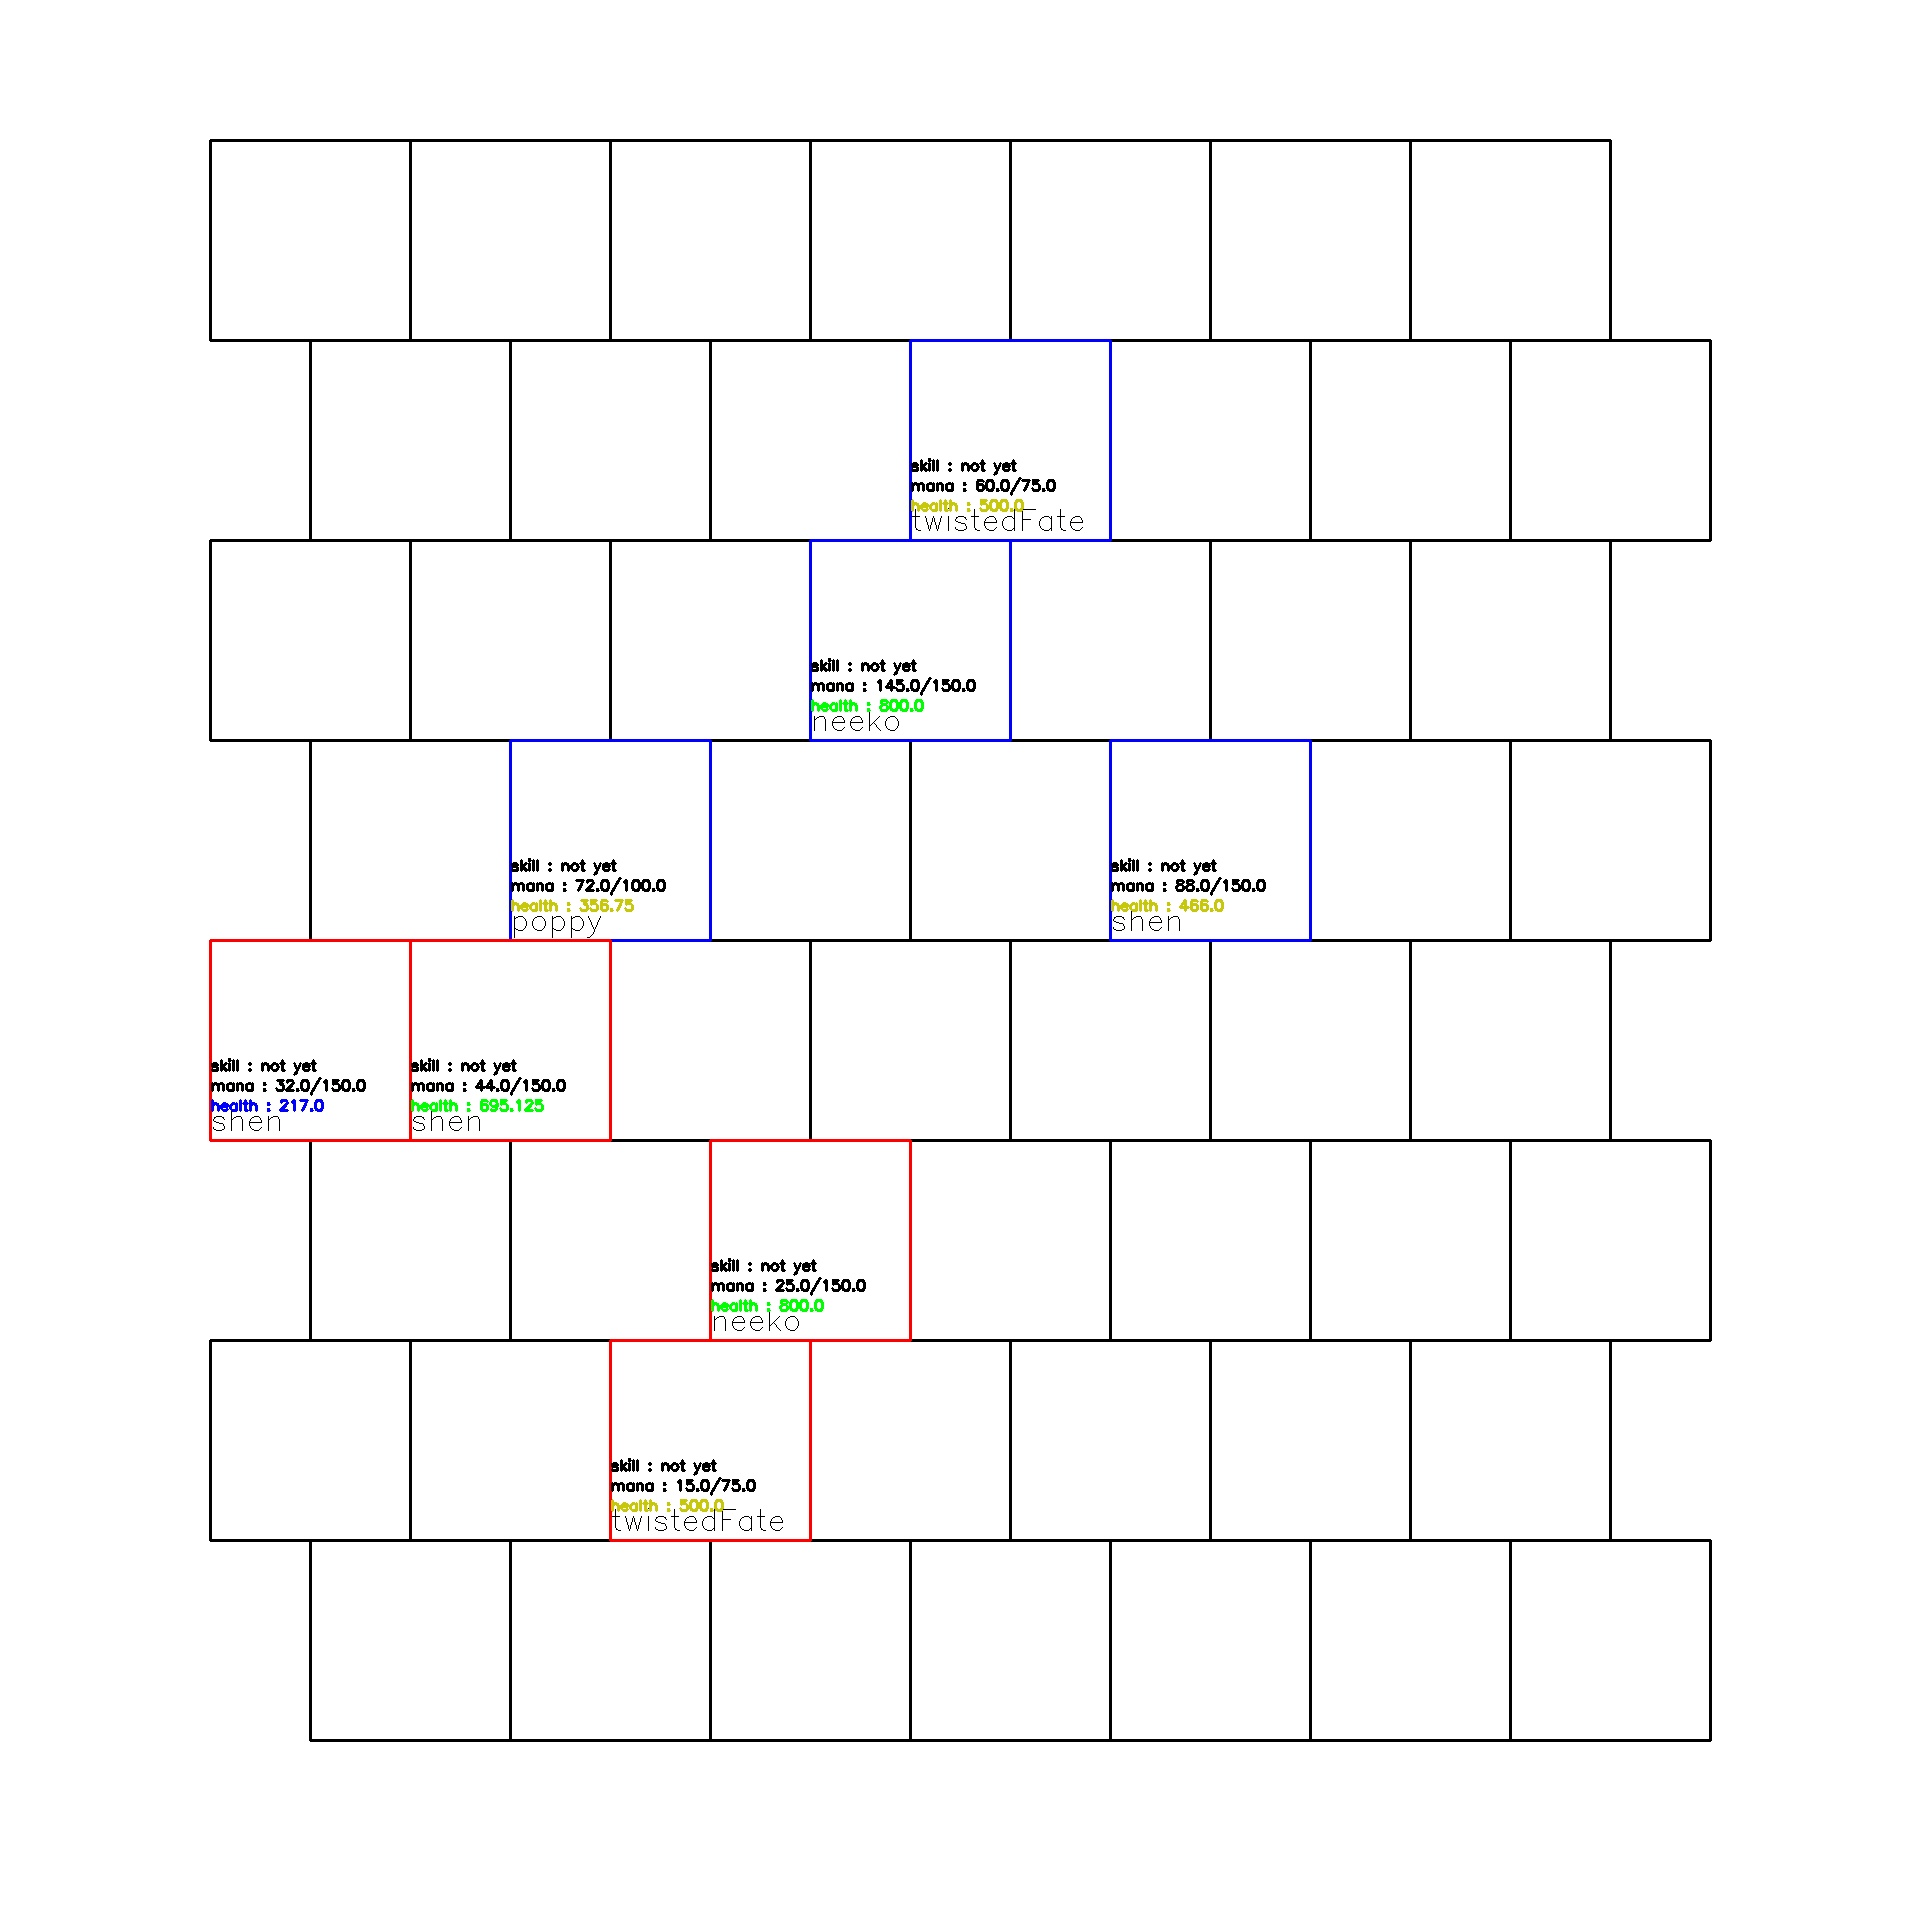 skill : not yet
mana : 60.0/75.0
health : 500.0
twistedFate
skill : not yet
mana : 145.0/150.0
health : 800.0
neeko
skill : not yet
mana : 72.0/100.0
health : 356.75
poppy
skill : not yet
mana : 88.0/150.0
health : 466.0
shen
skill : not yet
mana : 32.0/150.0
health : 217.0
shen
skill : not yet
mana : 44.0/150.0
health : 695.125
shen
skill : not yet
mana : 25.0/150.0
health : 800.0
neeko
skill : not yet
mana : 15.0/75.0
health : 500.0
twistedFate